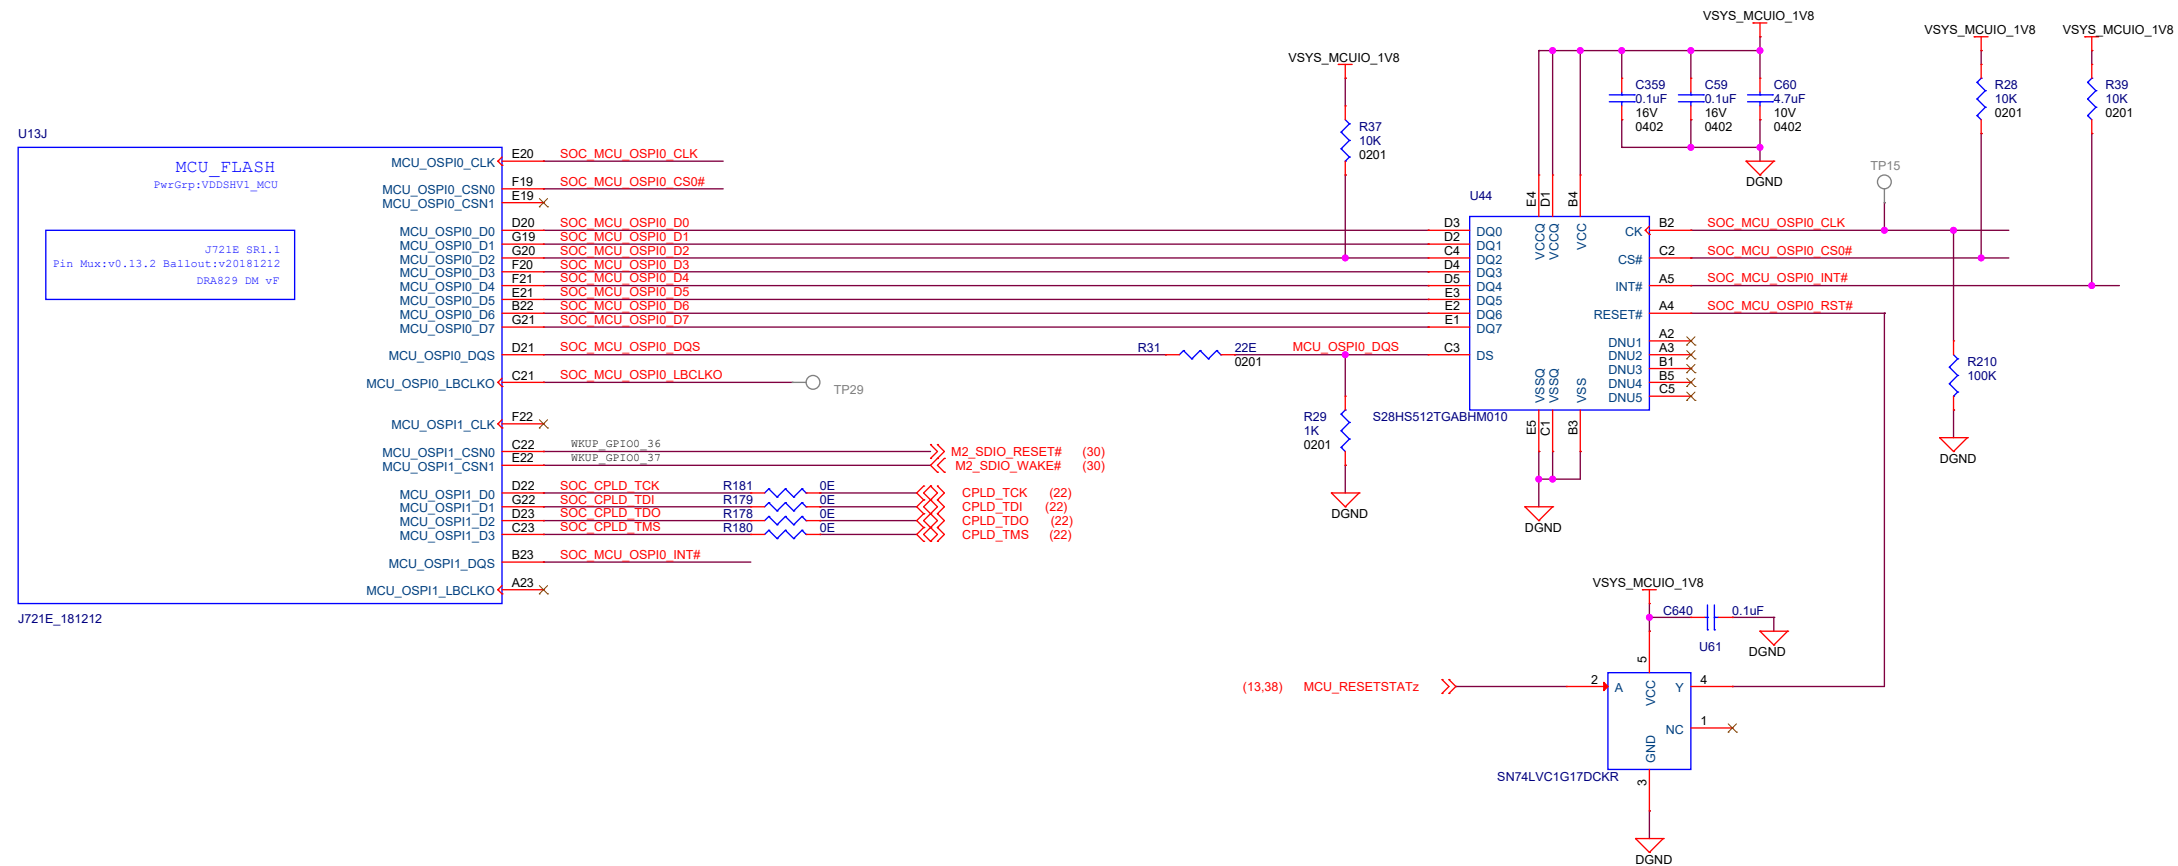 VSYS_MCUIO_1V8
VSYS_MCUIO_1V8 VSYS_MCUIO_1V8
VSYS_MCUIO_1V8
C359 0.1uF 16V 0402
C59 0.1uF 16V 0402
C60 4.7uF 10V 0402
R28 10K 0201
R39 10K 0201
R37 10K 0201
DGND
TP15
U13J
MCU_FLASH
PwrGrp:VDDSHV1_MCU
J721E SR1.1
Pin Mux:v0.13.2 Ballout:v20181212
DRA829 DM vF
MCU_OSPI0_CLK E20 SOC_MCU_OSPI0_CLK
MCU_OSPI0_CSN0 F19 SOC_MCU_OSPI0_CS0#
MCU_OSPI0_CSN1 E19
MCU_OSPI0_D0 D20 SOC_MCU_OSPI0_D0
MCU_OSPI0_D1 G19 SOC_MCU_OSPI0_D1
MCU_OSPI0_D2 G20 SOC_MCU_OSPI0_D2
MCU_OSPI0_D3 F20 SOC_MCU_OSPI0_D3
MCU_OSPI0_D4 F21 SOC_MCU_OSPI0_D4
MCU_OSPI0_D5 E21 SOC_MCU_OSPI0_D5
MCU_OSPI0_D6 B22 SOC_MCU_OSPI0_D6
MCU_OSPI0_D7 G21 SOC_MCU_OSPI0_D7
MCU_OSPI0_DQS D21 SOC_MCU_OSPI0_DQS R31 22E 0201 MCU_OSPI0_DQS
MCU_OSPI0_LBCLKO C21 SOC_MCU_OSPI0_LBCLKO TP29
MCU_OSPI1_CLK F22
MCU_OSPI1_CSN0 C22 WKUP_GPIO0_36 M2_SDIO_RESET# (30)
MCU_OSPI1_CSN1 E22 WKUP_GPIO0_37 M2_SDIO_WAKE# (30)
MCU_OSPI1_D0 D22 SOC_CPLD_TCK R181 0E CPLD_TCK (22)
MCU_OSPI1_D1 G22 SOC_CPLD_TDI R179 0E CPLD_TDI (22)
MCU_OSPI1_D2 D23 SOC_CPLD_TDO R178 0E CPLD_TDO (22)
MCU_OSPI1_D3 C23 SOC_CPLD_TMS R180 0E CPLD_TMS (22)
MCU_OSPI1_DQS B23 SOC_MCU_OSPI0_INT#
MCU_OSPI1_LBCLKO A23
J721E_181212
U44
E4 D1 B4
VCCQ VCCQ VCC
D3 DQ0
D2 DQ1
C4 DQ2
D4 DQ3
D5 DQ4
E3 DQ5
E2 DQ6
E1 DQ7
C3 DS
CK B2 SOC_MCU_OSPI0_CLK
CS# C2 SOC_MCU_OSPI0_CS0#
INT# A5 SOC_MCU_OSPI0_INT#
RESET# A4 SOC_MCU_OSPI0_RST#
DNU1 A2
DNU2 A3
DNU3 B1
DNU4 B5
DNU5 C5
VSSQ VSSQ VSS
E5 C1 B3
S28HS512TGABHM010
R29 1K 0201
DGND
DGND
R210 100K
DGND
VSYS_MCUIO_1V8
C640 0.1uF
DGND
U61
(13,38) MCU_RESETSTATz
2 A
5 VCC
Y 4
NC 1
GND 3
SN74LVC1G17DCKR
DGND